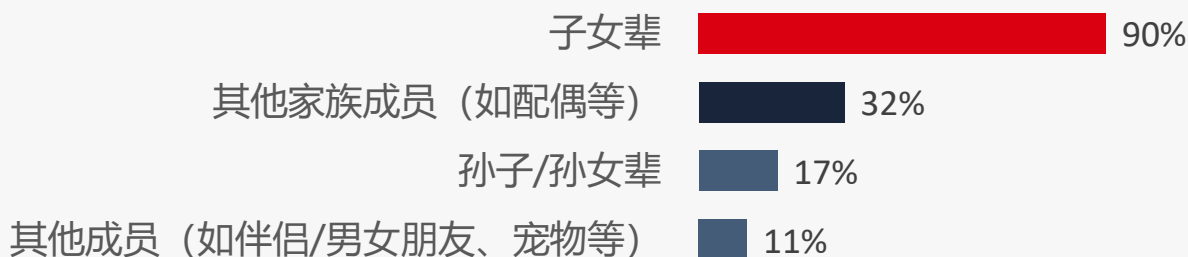 子女辈 90%
其他家族成员（如配偶等） 32%
孙子/孙女辈 17%
其他成员（如伴侣/男女朋友、宠物等） 11%